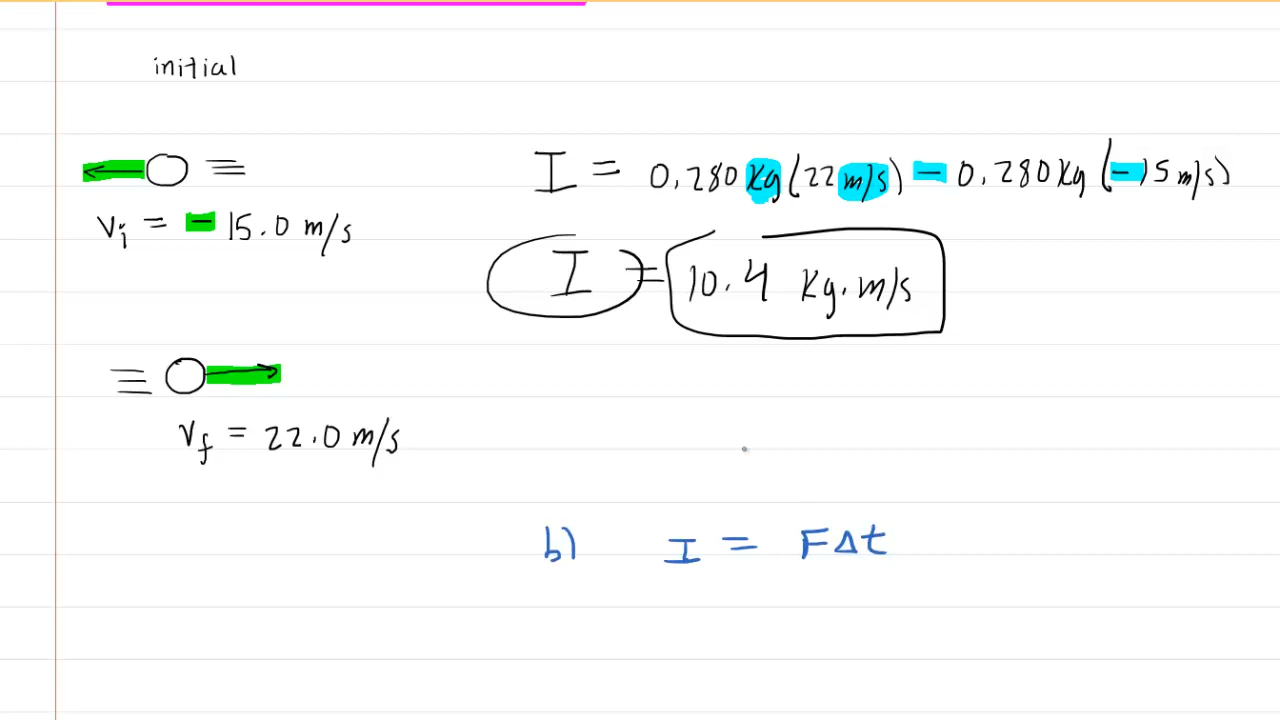 initial
I = 0.280 kg (22 m/s) - 0.280 kg (-15 m/s)
vi = -15.0 m/s
I = 10.4 kg.m/s
vf = 22.0 m/s
b) I = FΔt